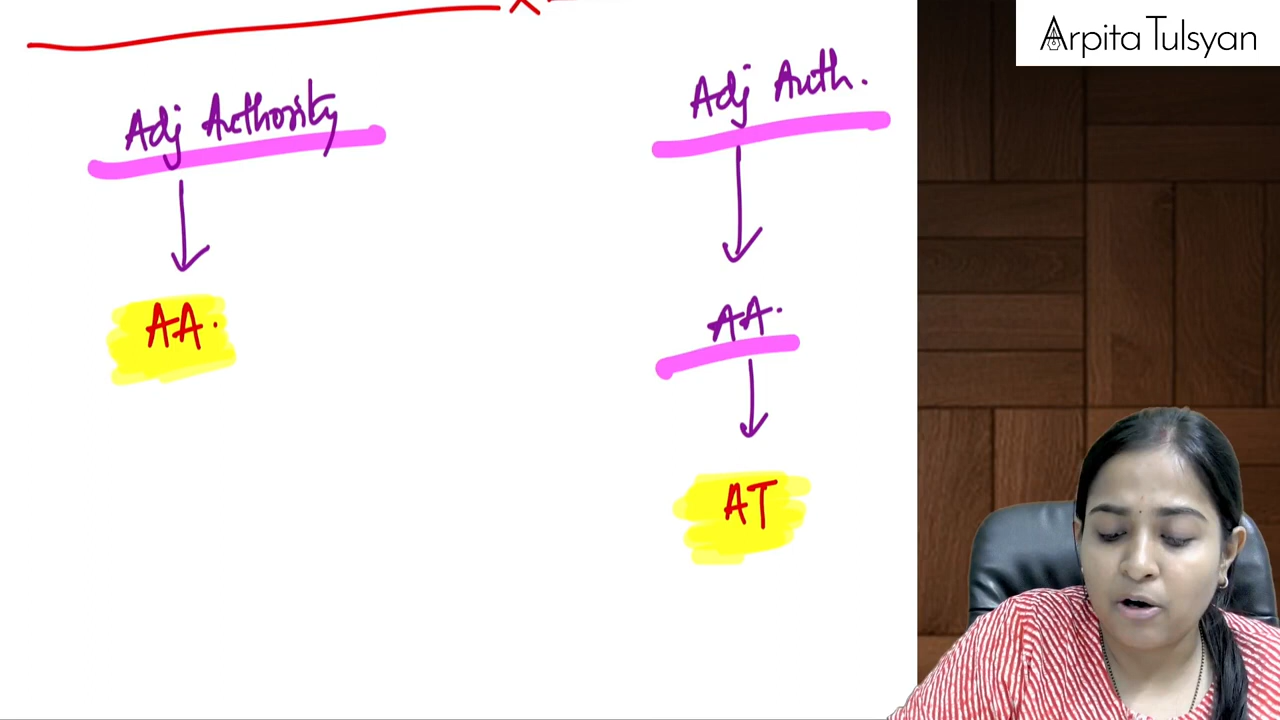 Arpita Tulsyan
Adj Authority
AA.
Adj Auth.
AA.
AT